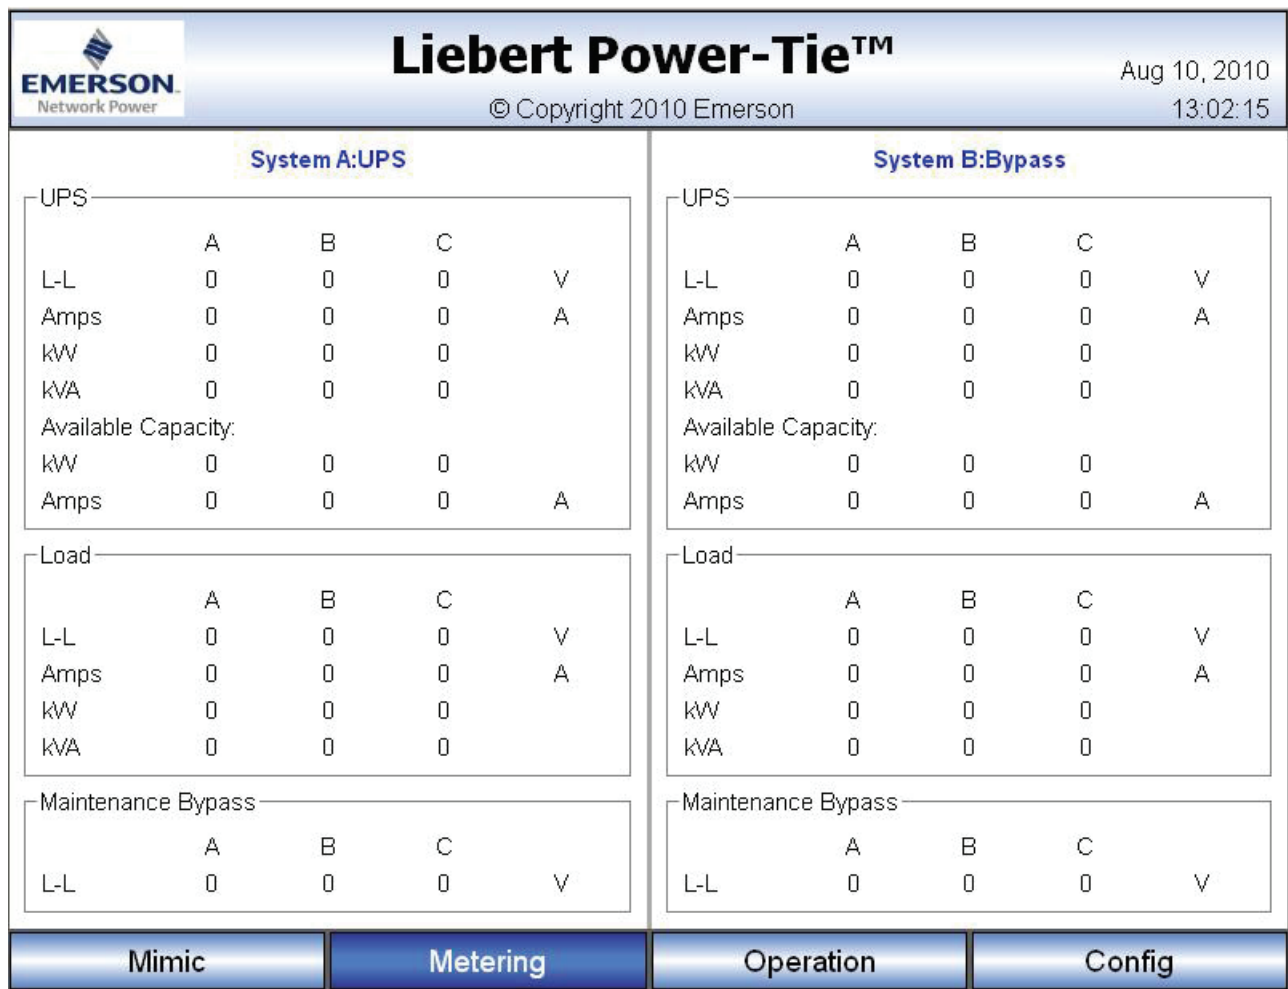 EMERSON.
Network Power
Liebert Power-Tie™
© Copyright 2010 Emerson
Aug 10, 2010
13:02:15
System A:UPS
UPS
A B C
L-L 0 0 0 V
Amps 0 0 0 A
kW 0 0 0
kVA 0 0 0
Available Capacity:
kW 0 0 0
Amps 0 0 0 A
Load
A B C
L-L 0 0 0 V
Amps 0 0 0 A
kW 0 0 0
kVA 0 0 0
Maintenance Bypass
A B C
L-L 0 0 0 V
System B:Bypass
UPS
A B C
L-L 0 0 0 V
Amps 0 0 0 A
kW 0 0 0
kVA 0 0 0
Available Capacity:
kW 0 0 0
Amps 0 0 0 A
Load
A B C
L-L 0 0 0 V
Amps 0 0 0 A
kW 0 0 0
kVA 0 0 0
Maintenance Bypass
A B C
L-L 0 0 0 V
Mimic Metering Operation Config